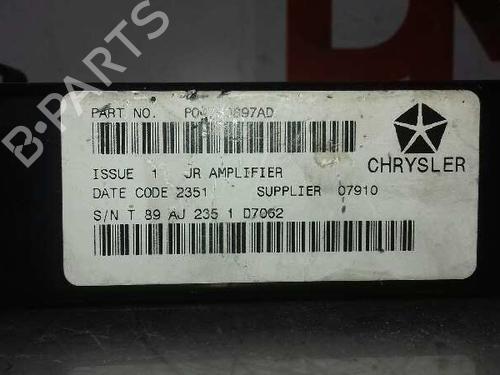 PART NO.
CHRYSLER
ISSUE 1 JR AMPLIFIER
DATE CODE 2351 SUPPLIER 07910
S/N T 89 AJ 235 1 D7062
B-PARTS